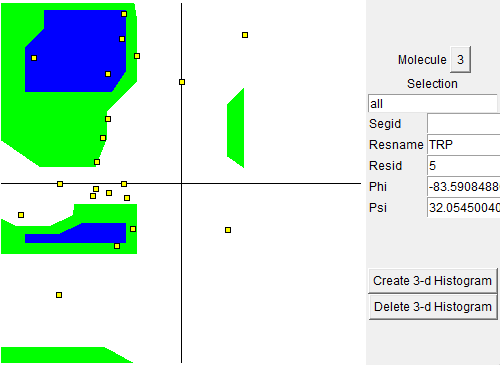 Molecule 3
Selection
all
Segid
Resname TRP
Resid 5
Phi -83.5908488
Psi 32.05450040
Create 3-d Histogram
Delete 3-d Histogram